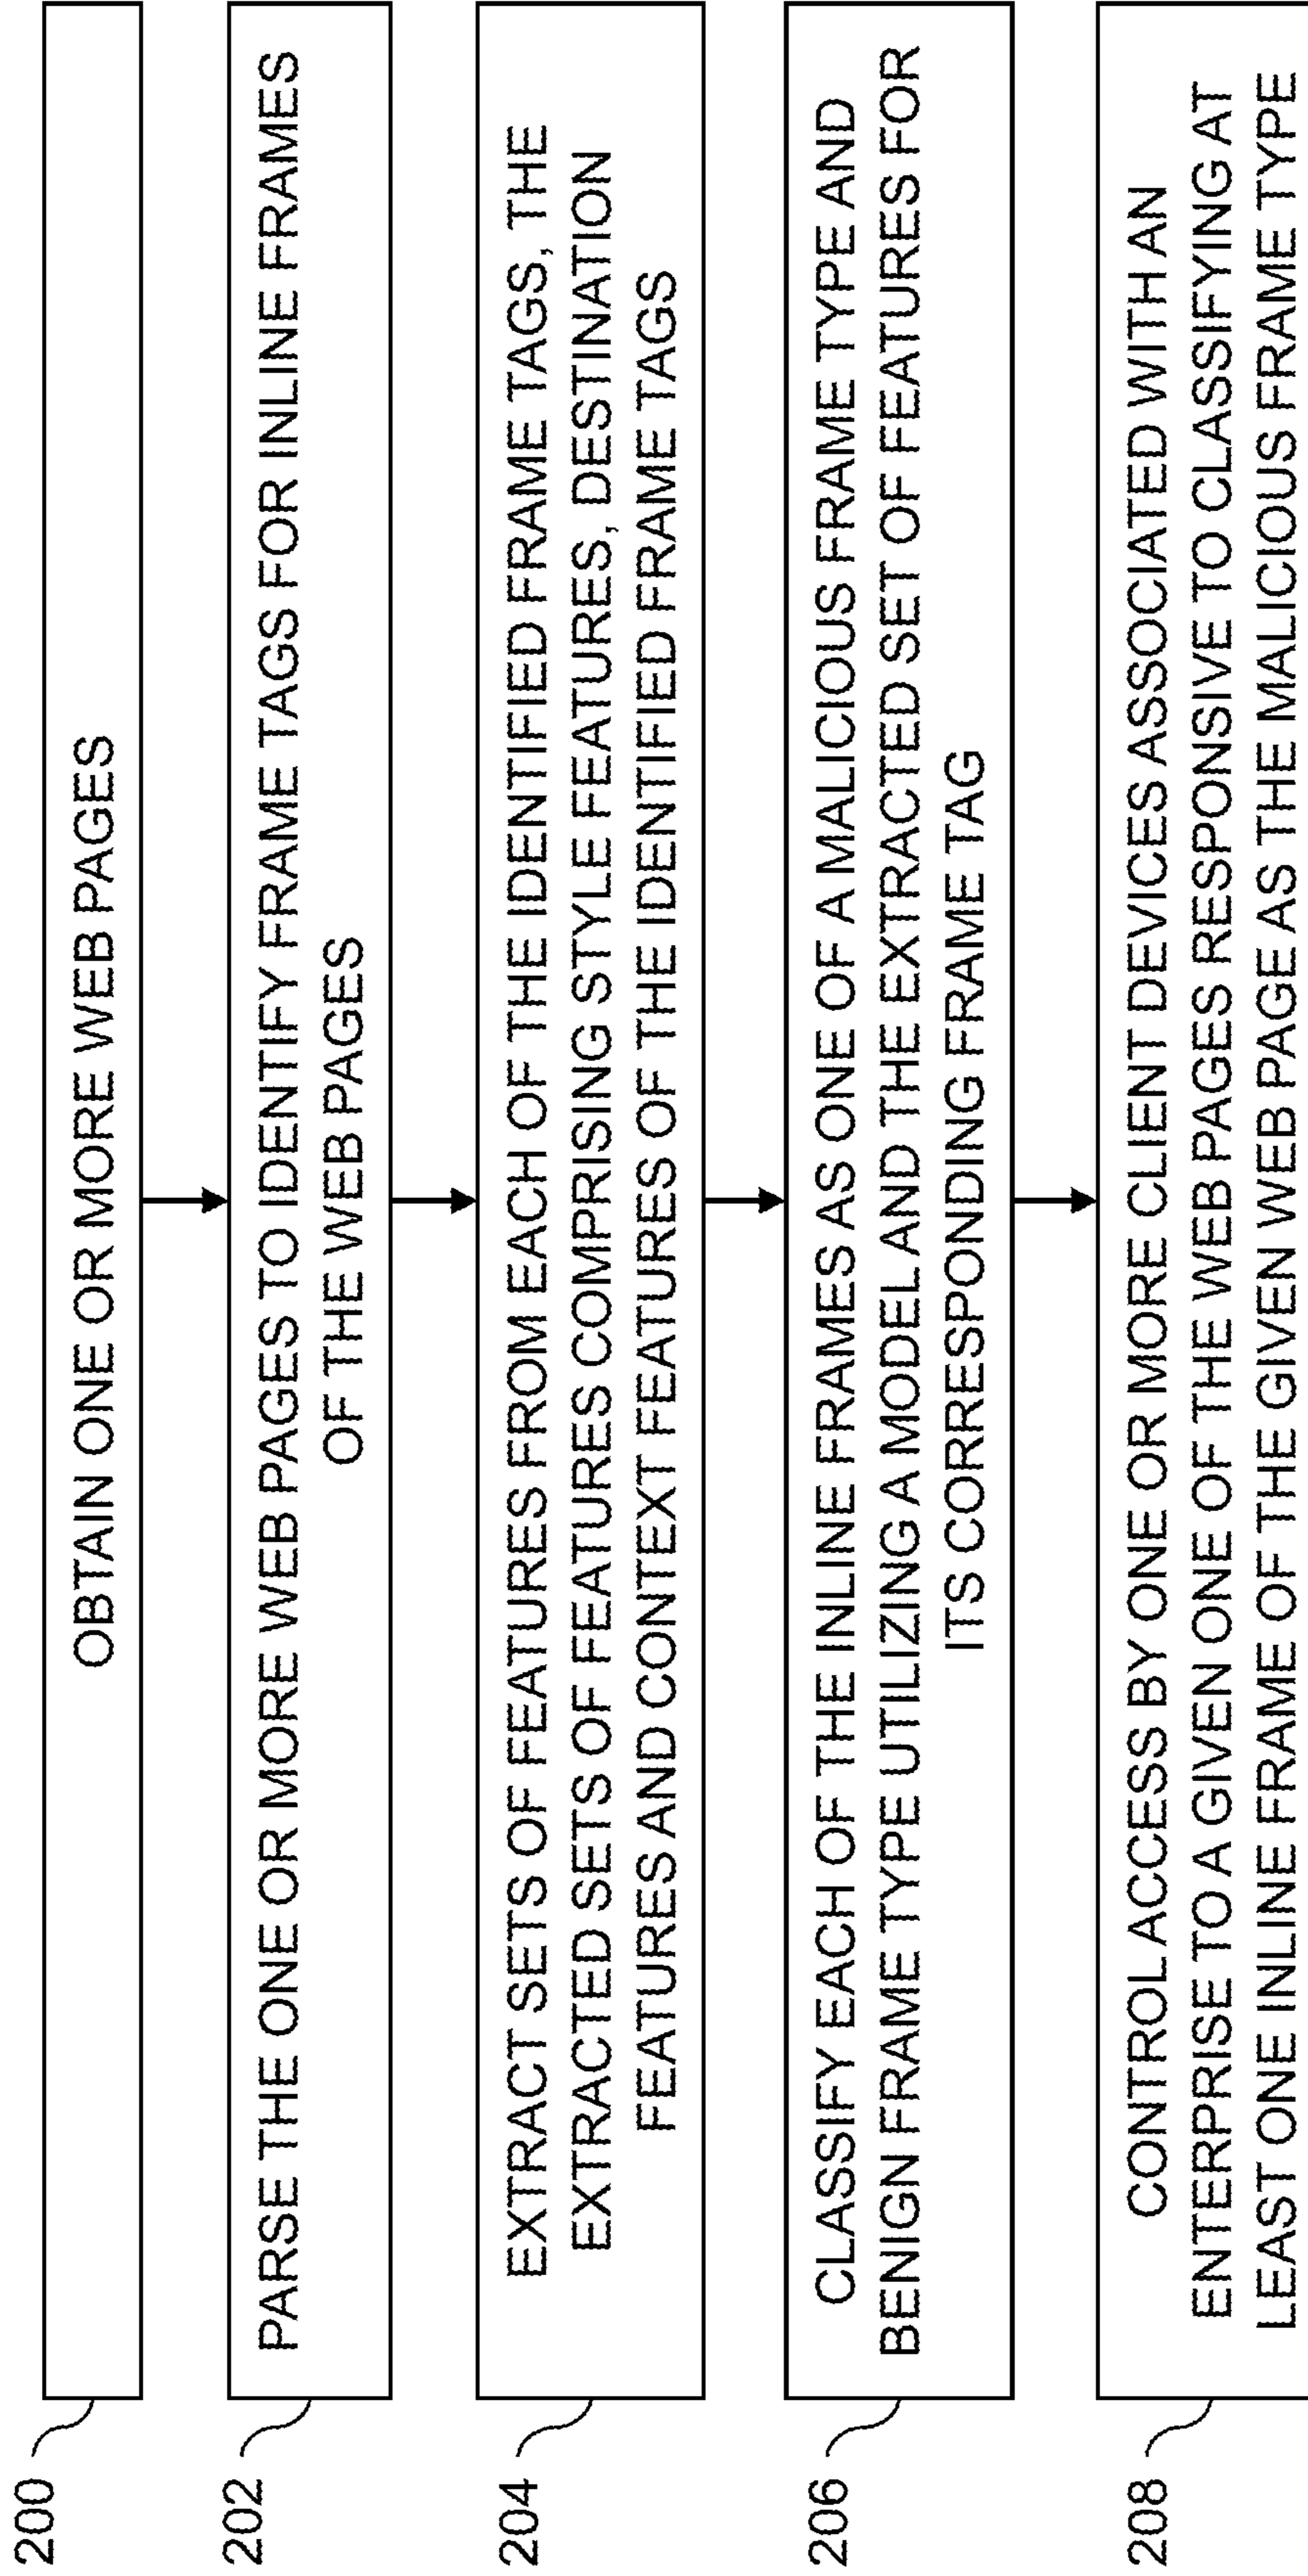 200
OBTAIN ONE OR MORE WEB PAGES
202
PARSE THE ONE OR MORE WEB PAGES TO IDENTIFY FRAME TAGS FOR INLINE FRAMES
OF THE WEB PAGES
204
EXTRACT SETS OF FEATURES FROM EACH OF THE IDENTIFIED FRAME TAGS, THE
EXTRACTED SETS OF FEATURES COMPRISING STYLE FEATURES, DESTINATION
FEATURES AND CONTEXT FEATURES OF THE IDENTIFIED FRAME TAGS
206
CLASSIFY EACH OF THE INLINE FRAMES AS ONE OF A MALICIOUS FRAME TYPE AND
BENIGN FRAME TYPE UTILIZING A MODEL AND THE EXTRACTED SET OF FEATURES FOR
ITS CORRESPONDING FRAME TAG
208
CONTROL ACCESS BY ONE OR MORE CLIENT DEVICES ASSOCIATED WITH AN
ENTERPRISE TO A GIVEN ONE OF THE WEB PAGES RESPONSIVE TO CLASSIFYING AT
LEAST ONE INLINE FRAME OF THE GIVEN WEB PAGE AS THE MALICIOUS FRAME TYPE